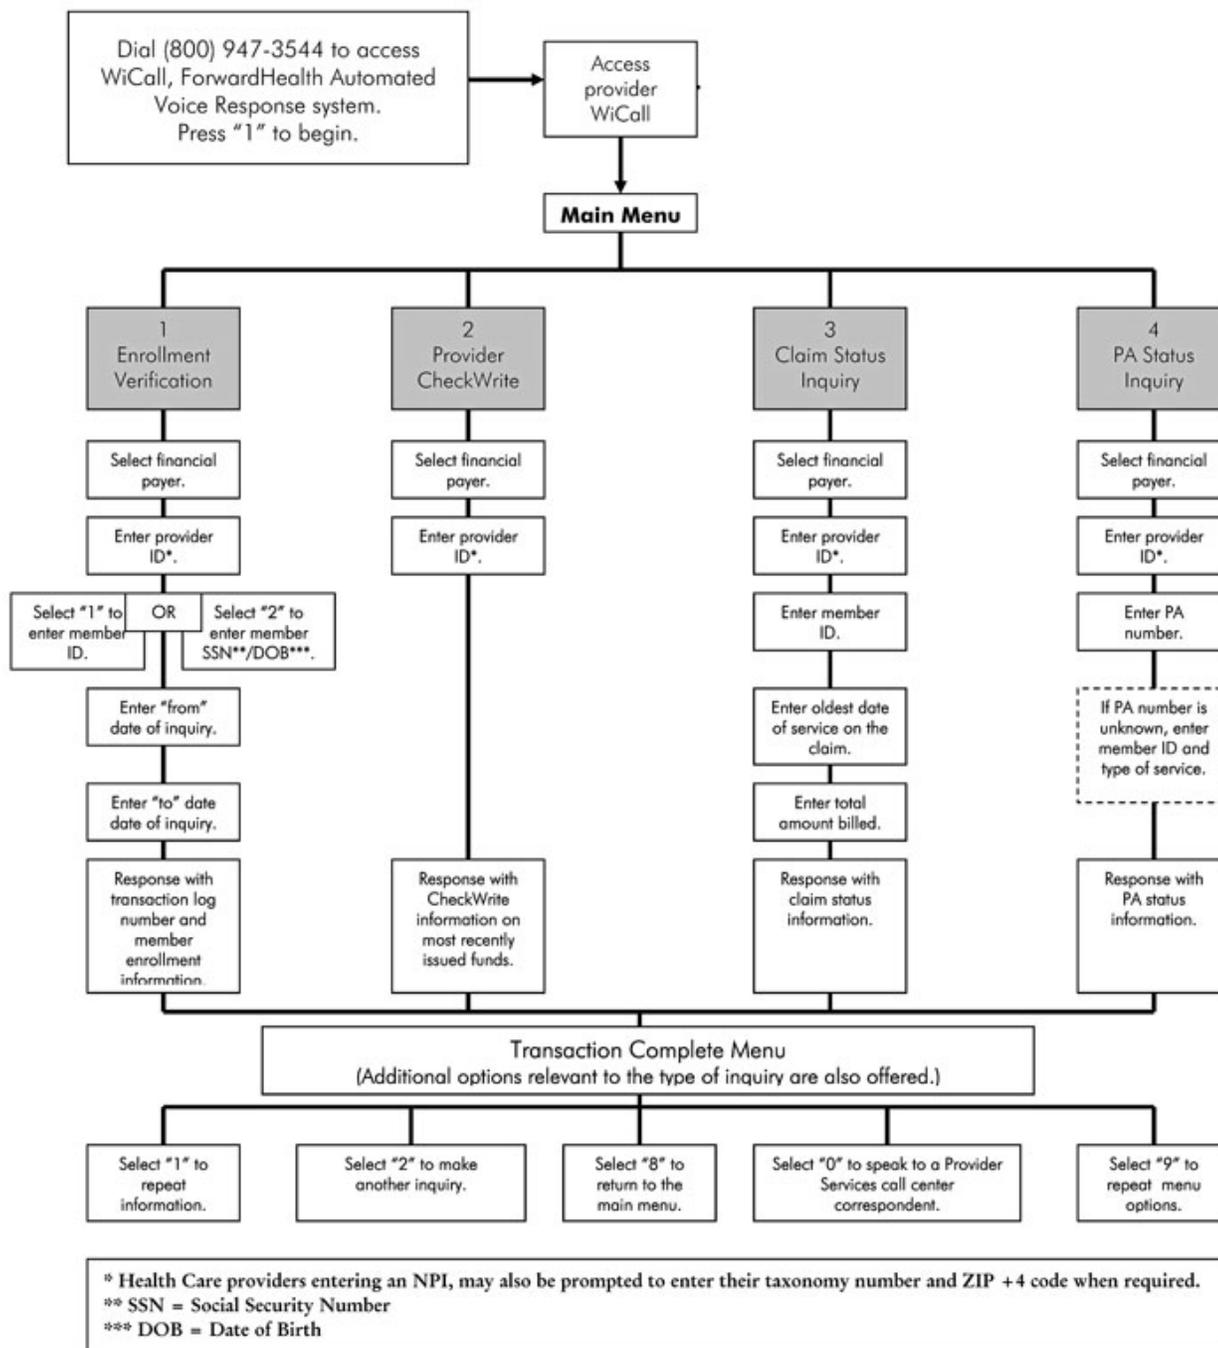 Dial (800) 947-3544 to access
WiCall, ForwardHealth Automated
Voice Response system.
Press “1” to begin.
Access
provider
WiCall
Main Menu
1
Enrollment
Verification
2
Provider
CheckWrite
3
Claim Status
Inquiry
4
PA Status
Inquiry
Select financial
payer.
Select financial
payer.
Select financial
payer.
Select financial
payer.
Enter provider
ID*.
Enter provider
ID*.
Enter provider
ID*.
Enter provider
ID*.
Select “1” to
enter member
ID.
OR
Select “2” to
enter member
SSN**/DOB***.
Enter member
ID.
Enter PA
number.
Enter “from”
date of inquiry.
Enter oldest date
of service on the
claim.
If PA number is
unknown, enter
member ID and
type of service.
Enter “to” date
date of inquiry.
Enter total
amount billed.
Response with
transaction log
number and
member
enrollment
information.
Response with
CheckWrite
information on
most recently
issued funds.
Response with
claim status
information.
Response with
PA status
information.
Transaction Complete Menu
(Additional options relevant to the type of inquiry are also offered.)
Select “1” to
repeat
information.
Select “2” to make
another inquiry.
Select “8” to
return to the
main menu.
Select “0” to speak to a Provider
Services call center
correspondent.
Select “9” to
repeat menu
options.
* Health Care providers entering an NPI, may also be prompted to enter their taxonomy number and ZIP +4 code when required.
** SSN = Social Security Number
*** DOB = Date of Birth